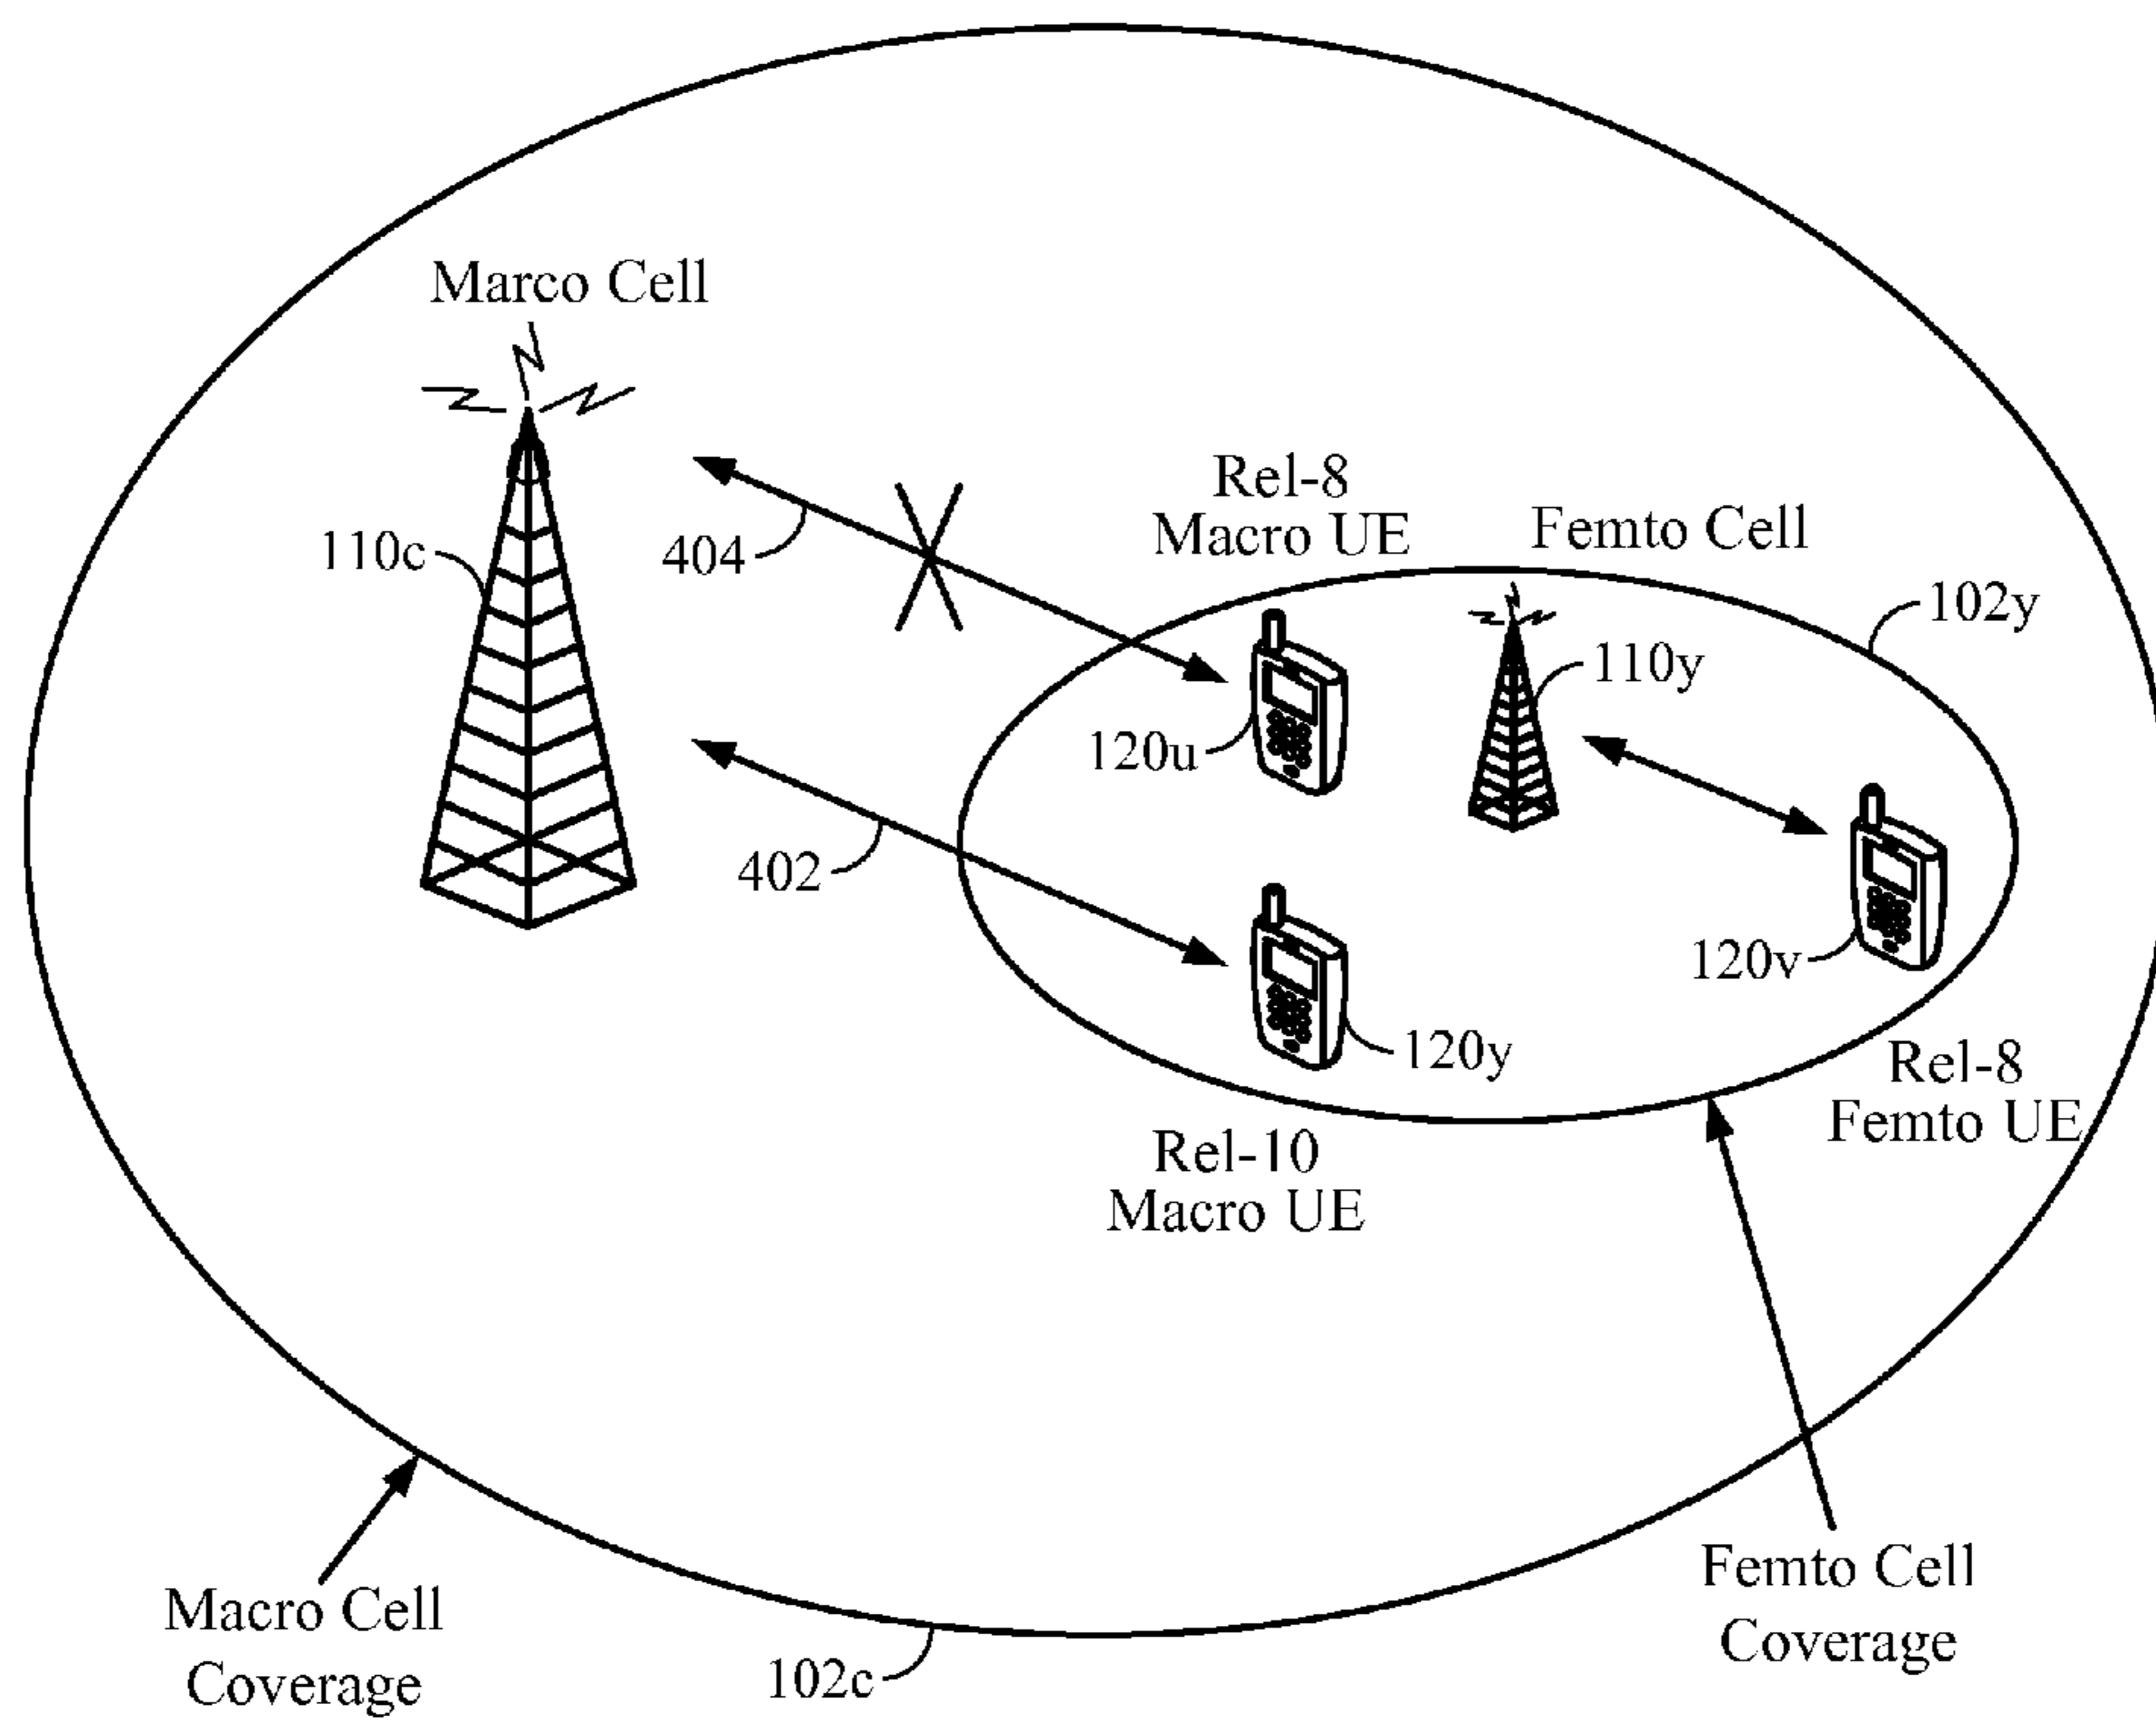 Marco Cell
Rel-8
Macro UE
Femto Cell
110c
404
102y
110y
120u
402
120v
120y
Rel-8
Femto UE
Rel-10
Macro UE
Macro Cell
Coverage
102c
Femto Cell
Coverage